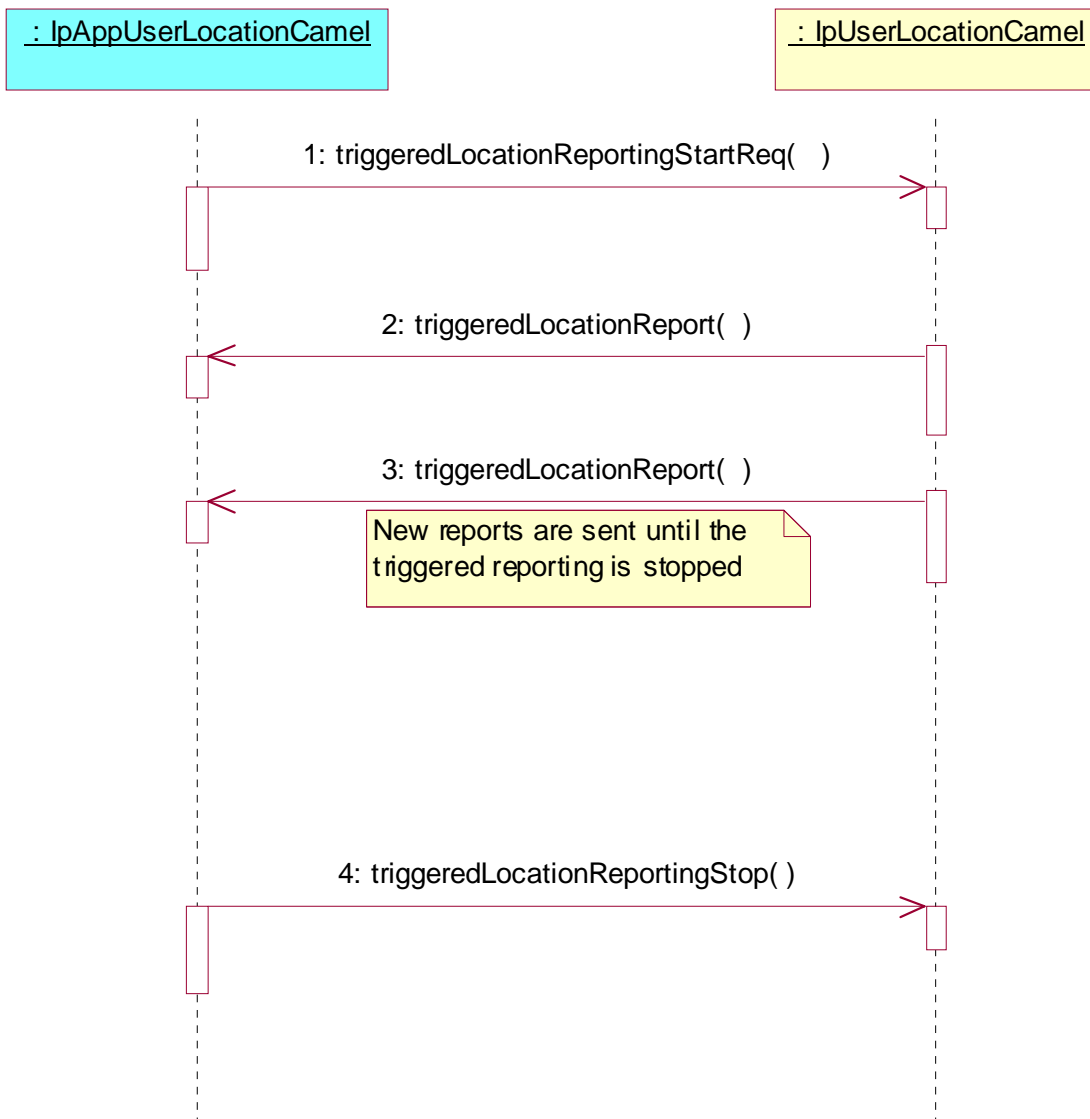 : IpAppUserLocationCamel
: IpUserLocationCamel
1: triggeredLocationReportingStartReq( )
2: triggeredLocationReport( )
3: triggeredLocationReport( )
New reports are sent until the
triggered reporting is stopped
4: triggeredLocationReportingStop( )